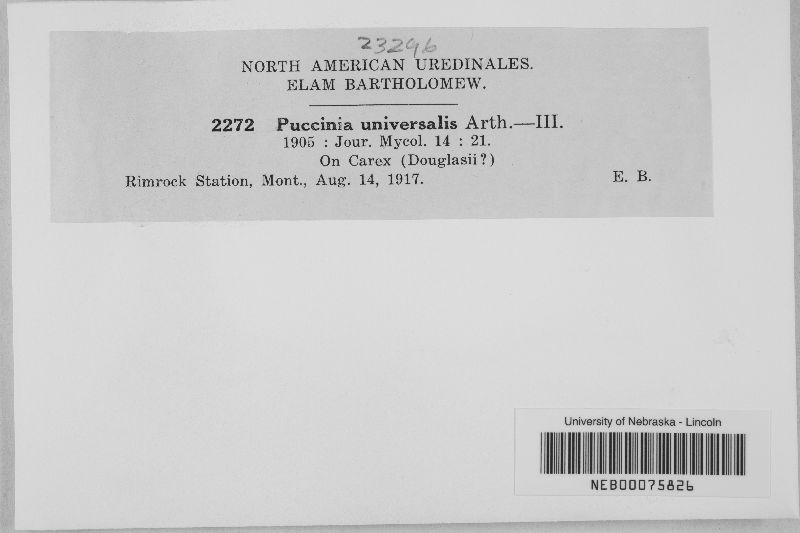 23296
NORTH AMERICAN UREDINALES.
ELAM BARTHOLOMEW.
2272 Puccinia universalis Arth.—III.
1905 : Jour. Mycol. 14 : 21.
On Carex (Douglasii?)
Rimrock Station, Mont., Aug. 14, 1917. E. B.
University of Nebraska - Lincoln
NEB00075826